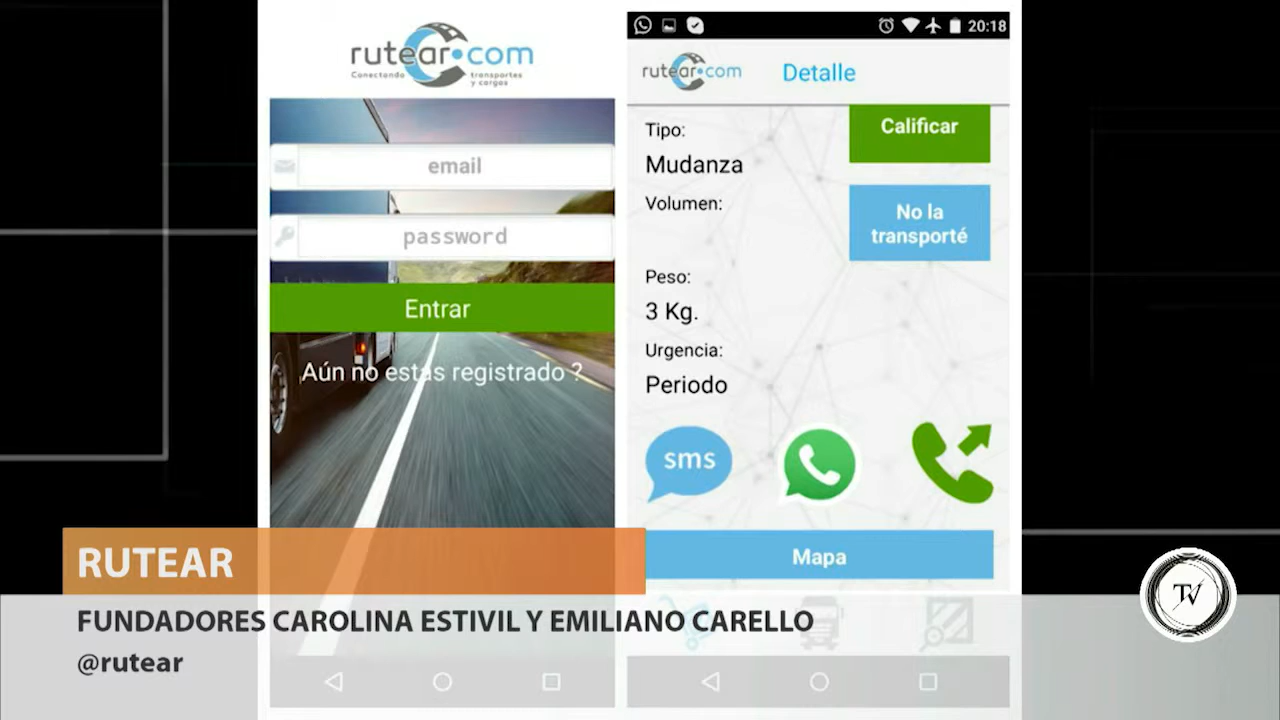 rutear.com
Conectando transportes
y cargas
email
password
Entrar
Aún no estás registrado ?
20:18
rutear.com
Detalle
Tipo:
Mudanza
Calificar
Volumen:
No la
transporté
Peso:
3 Kg.
Urgencia:
Periodo
sms
Mapa
RUTEAR
FUNDADORES CAROLINA ESTIVIL Y EMILIANO CARELLO
@rutear
TV